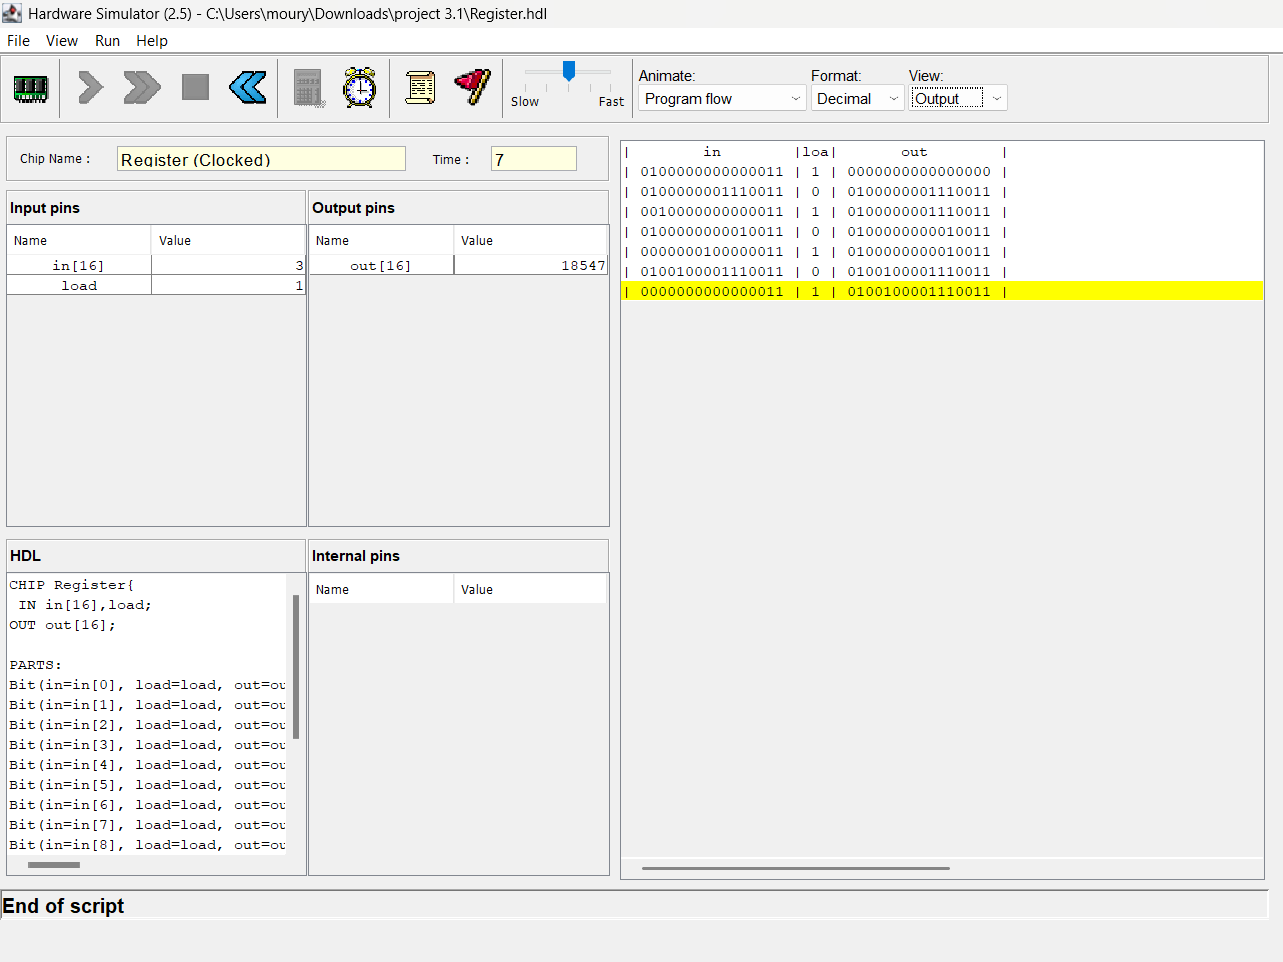 Hardware Simulator (2.5) - C:\Users\moury\Downloads\project 3.1\Register.hdl
File View Run Help
Slow Fast
Animate: Format: View:
Program flow Decimal Output
Chip Name : Register (Clocked) Time : 7
Input pins
Name Value
in[16] 3
load 1
Output pins
Name Value
out[16] 18547
| in |loa| out |
| 0100000000000011 | 1 | 0000000000000000 |
| 0100000001110011 | 0 | 0100000001110011 |
| 0010000000000011 | 1 | 0100000001110011 |
| 0100000000010011 | 0 | 0100000000010011 |
| 0000000100000011 | 1 | 0100000000010011 |
| 0100100001110011 | 0 | 0100100001110011 |
| 0000000000000011 | 1 | 0100100001110011 |
HDL
CHIP Register{
IN in[16],load;
OUT out[16];
PARTS:
Bit(in=in[0], load=load, out=ou
Bit(in=in[1], load=load, out=ou
Bit(in=in[2], load=load, out=ou
Bit(in=in[3], load=load, out=ou
Bit(in=in[4], load=load, out=ou
Bit(in=in[5], load=load, out=ou
Bit(in=in[6], load=load, out=ou
Bit(in=in[7], load=load, out=ou
Bit(in=in[8], load=load, out=ou
Internal pins
Name Value
End of script